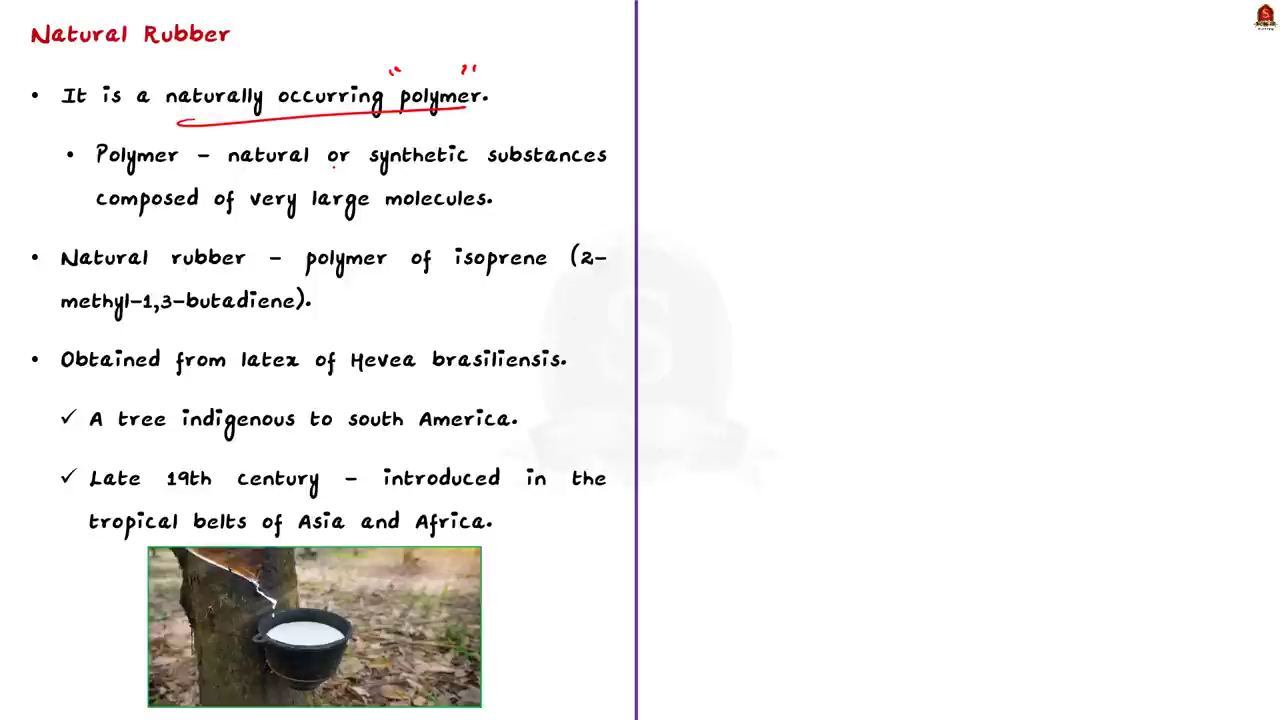 Natural Rubber
• It is a naturally occurring "polymer".
• Polymer - natural or synthetic substances
composed of very large molecules.
• Natural rubber - polymer of isoprene (2-
methyl-1,3-butadiene).
• Obtained from latex of Hevea brasiliensis.
✓ A tree indigenous to south America.
✓ Late 19th century - introduced in the
tropical belts of Asia and Africa.
S